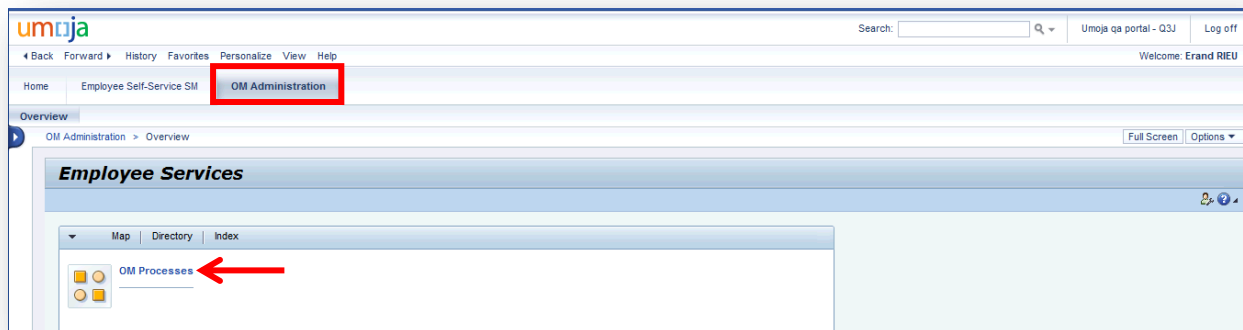 umoja
Search:
Umoja qa portal - Q3J
Log off
Back Forward History Favorites Personalize View Help
Welcome: Erand RIEU
Home Employee Self-Service SM OM Administration
Overview
OM Administration > Overview
Full Screen Options
Employee Services
Map | Directory | Index
OM Processes